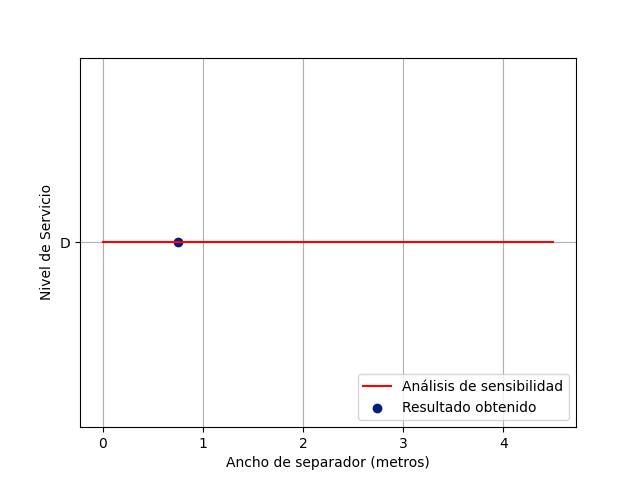 Nivel de Servicio
D
Análisis de sensibilidad
Resultado obtenido
0 1 2 3 4
Ancho de separador (metros)